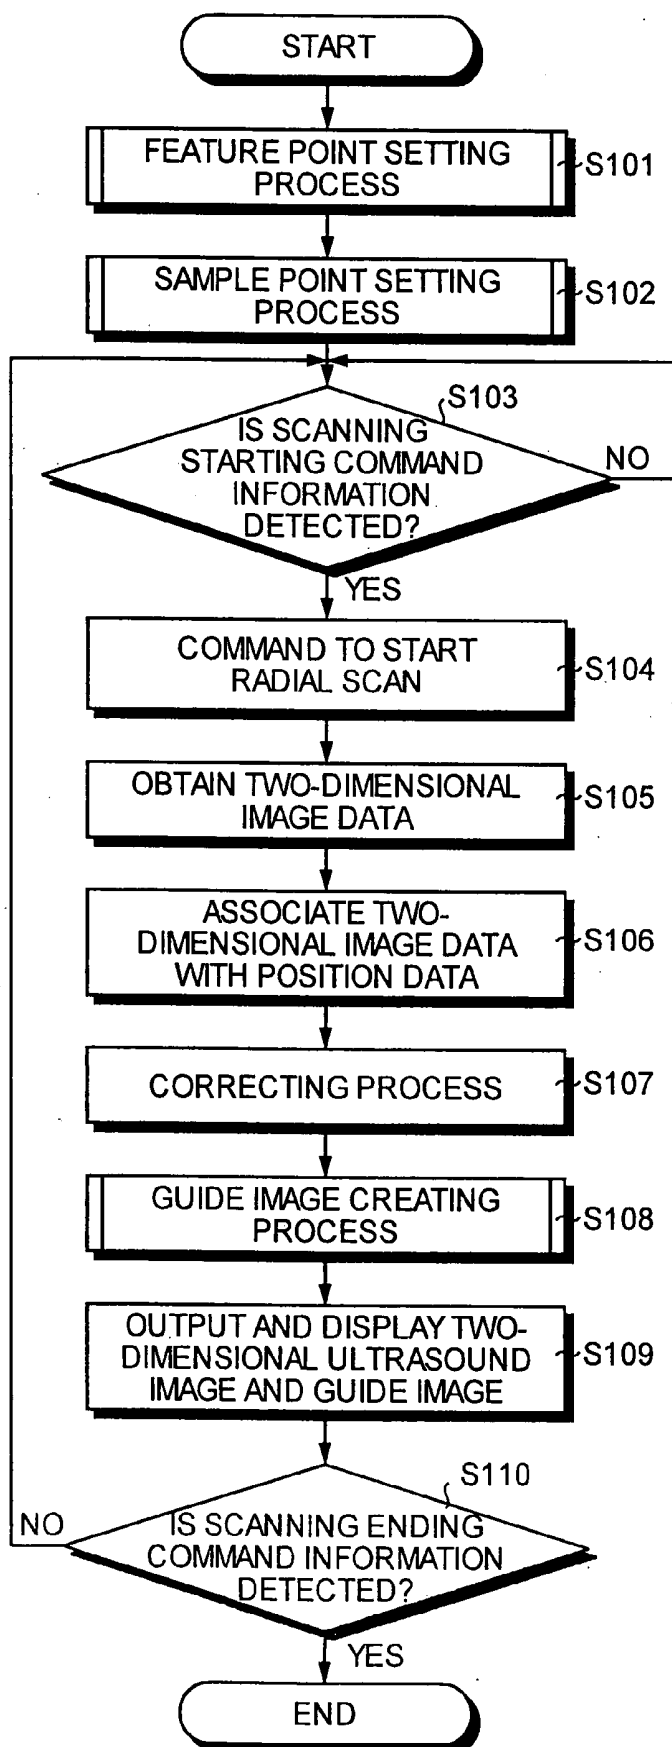 START
FEATURE POINT SETTING
PROCESS
S101
SAMPLE POINT SETTING
PROCESS
S102
S103
IS SCANNING
STARTING COMMAND
INFORMATION
DETECTED?
NO
YES
COMMAND TO START
RADIAL SCAN
S104
OBTAIN TWO-DIMENSIONAL
IMAGE DATA
S105
ASSOCIATE TWO-
DIMENSIONAL IMAGE DATA
WITH POSITION DATA
S106
CORRECTING PROCESS
S107
GUIDE IMAGE CREATING
PROCESS
S108
OUTPUT AND DISPLAY TWO-
DIMENSIONAL ULTRASOUND
IMAGE AND GUIDE IMAGE
S109
S110
NO
IS SCANNING ENDING
COMMAND INFORMATION
DETECTED?
YES
END